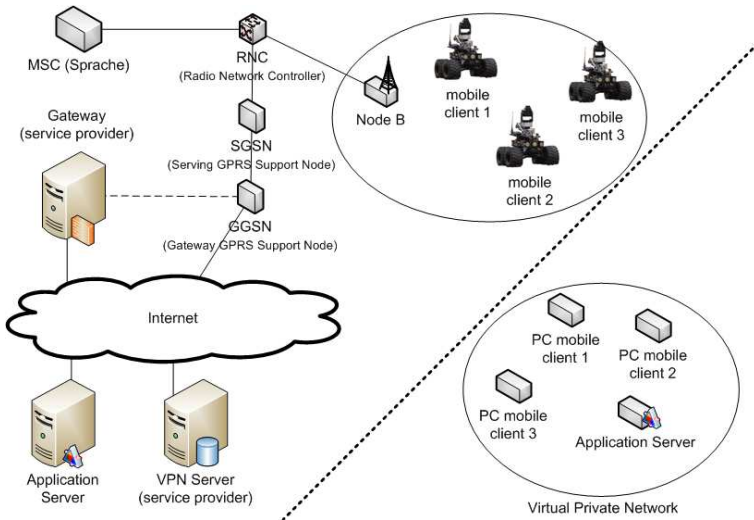 MSC (Sprache)
RNC
(Radio Network Controller)
Node B
mobile
client 1
mobile
client 3
mobile
client 2
Gateway
(service provider)
SGSN
(Serving GPRS Support Node)
GGSN
(Gateway GPRS Support Node)
Internet
Application
Server
VPN Server
(service provider)
PC mobile
client 1
PC mobile
client 2
PC mobile
client 3
Application Server
Virtual Private Network